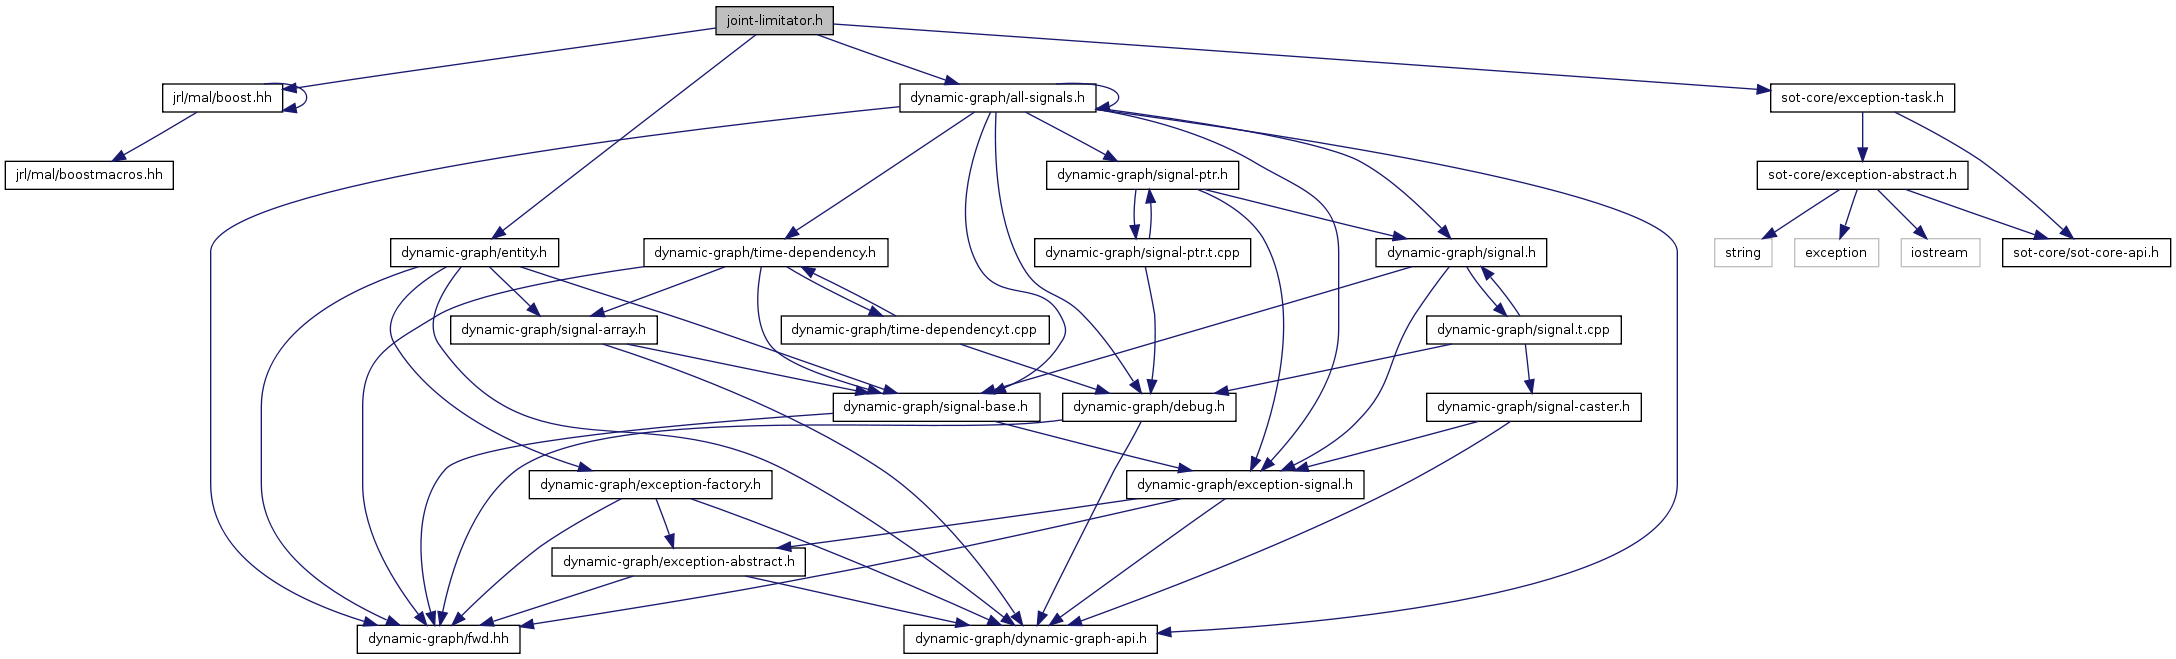 joint-limitator.h
jrl/mal/boost.hh
dynamic-graph/all-signals.h
sot-core/exception-task.h
jrl/mal/boostmacros.hh
dynamic-graph/signal-ptr.h
sot-core/exception-abstract.h
dynamic-graph/entity.h
dynamic-graph/time-dependency.h
dynamic-graph/signal-ptr.t.cpp
dynamic-graph/signal.h
string
exception
iostream
sot-core/sot-core-api.h
dynamic-graph/signal-array.h
dynamic-graph/time-dependency.t.cpp
dynamic-graph/signal.t.cpp
dynamic-graph/signal-base.h
dynamic-graph/debug.h
dynamic-graph/signal-caster.h
dynamic-graph/exception-factory.h
dynamic-graph/exception-signal.h
dynamic-graph/exception-abstract.h
dynamic-graph/fwd.hh
dynamic-graph/dynamic-graph-api.h